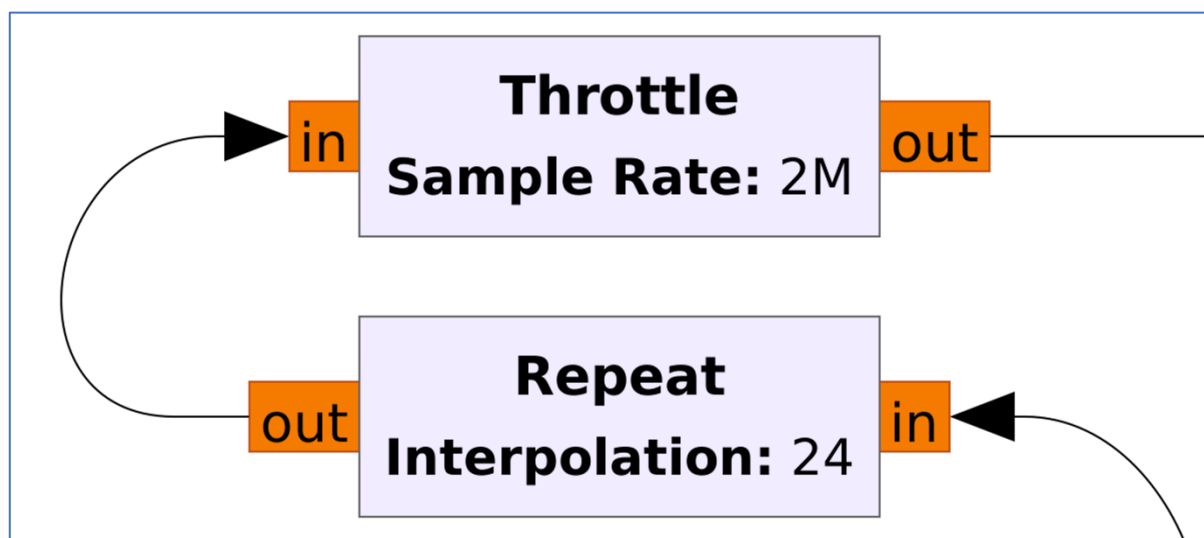 Throttle
in
out
Sample Rate: 2M
Repeat
out
in
Interpolation: 24